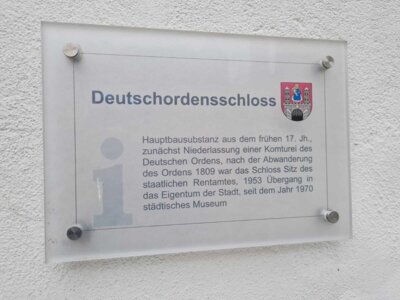 Deutschordensschloss
Hauptbausubstanz aus dem frühen 17. Jh.,
zunächst Niederlassung einer Komturei des
Deutschen Ordens, nach der Abwanderung
des Ordens 1809 war das Schloss Sitz des
staatlichen Rentamtes, 1953 Übergang in
das Eigentum der Stadt, seit dem Jahr 1970
städtisches Museum
i